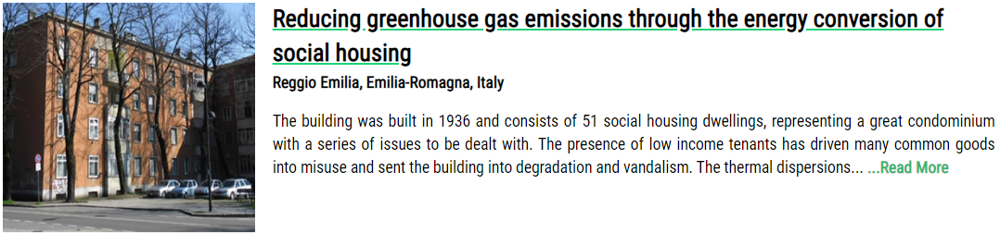 Reducing greenhouse gas emissions through the energy conversion of
social housing
Reggio Emilia, Emilia-Romagna, Italy
The building was built in 1936 and consists of 51 social housing dwellings, representing a great condominium
with a series of issues to be dealt with. The presence of low income tenants has driven many common goods
into misuse and sent the building into degradation and vandalism. The thermal dispersions... ...Read More